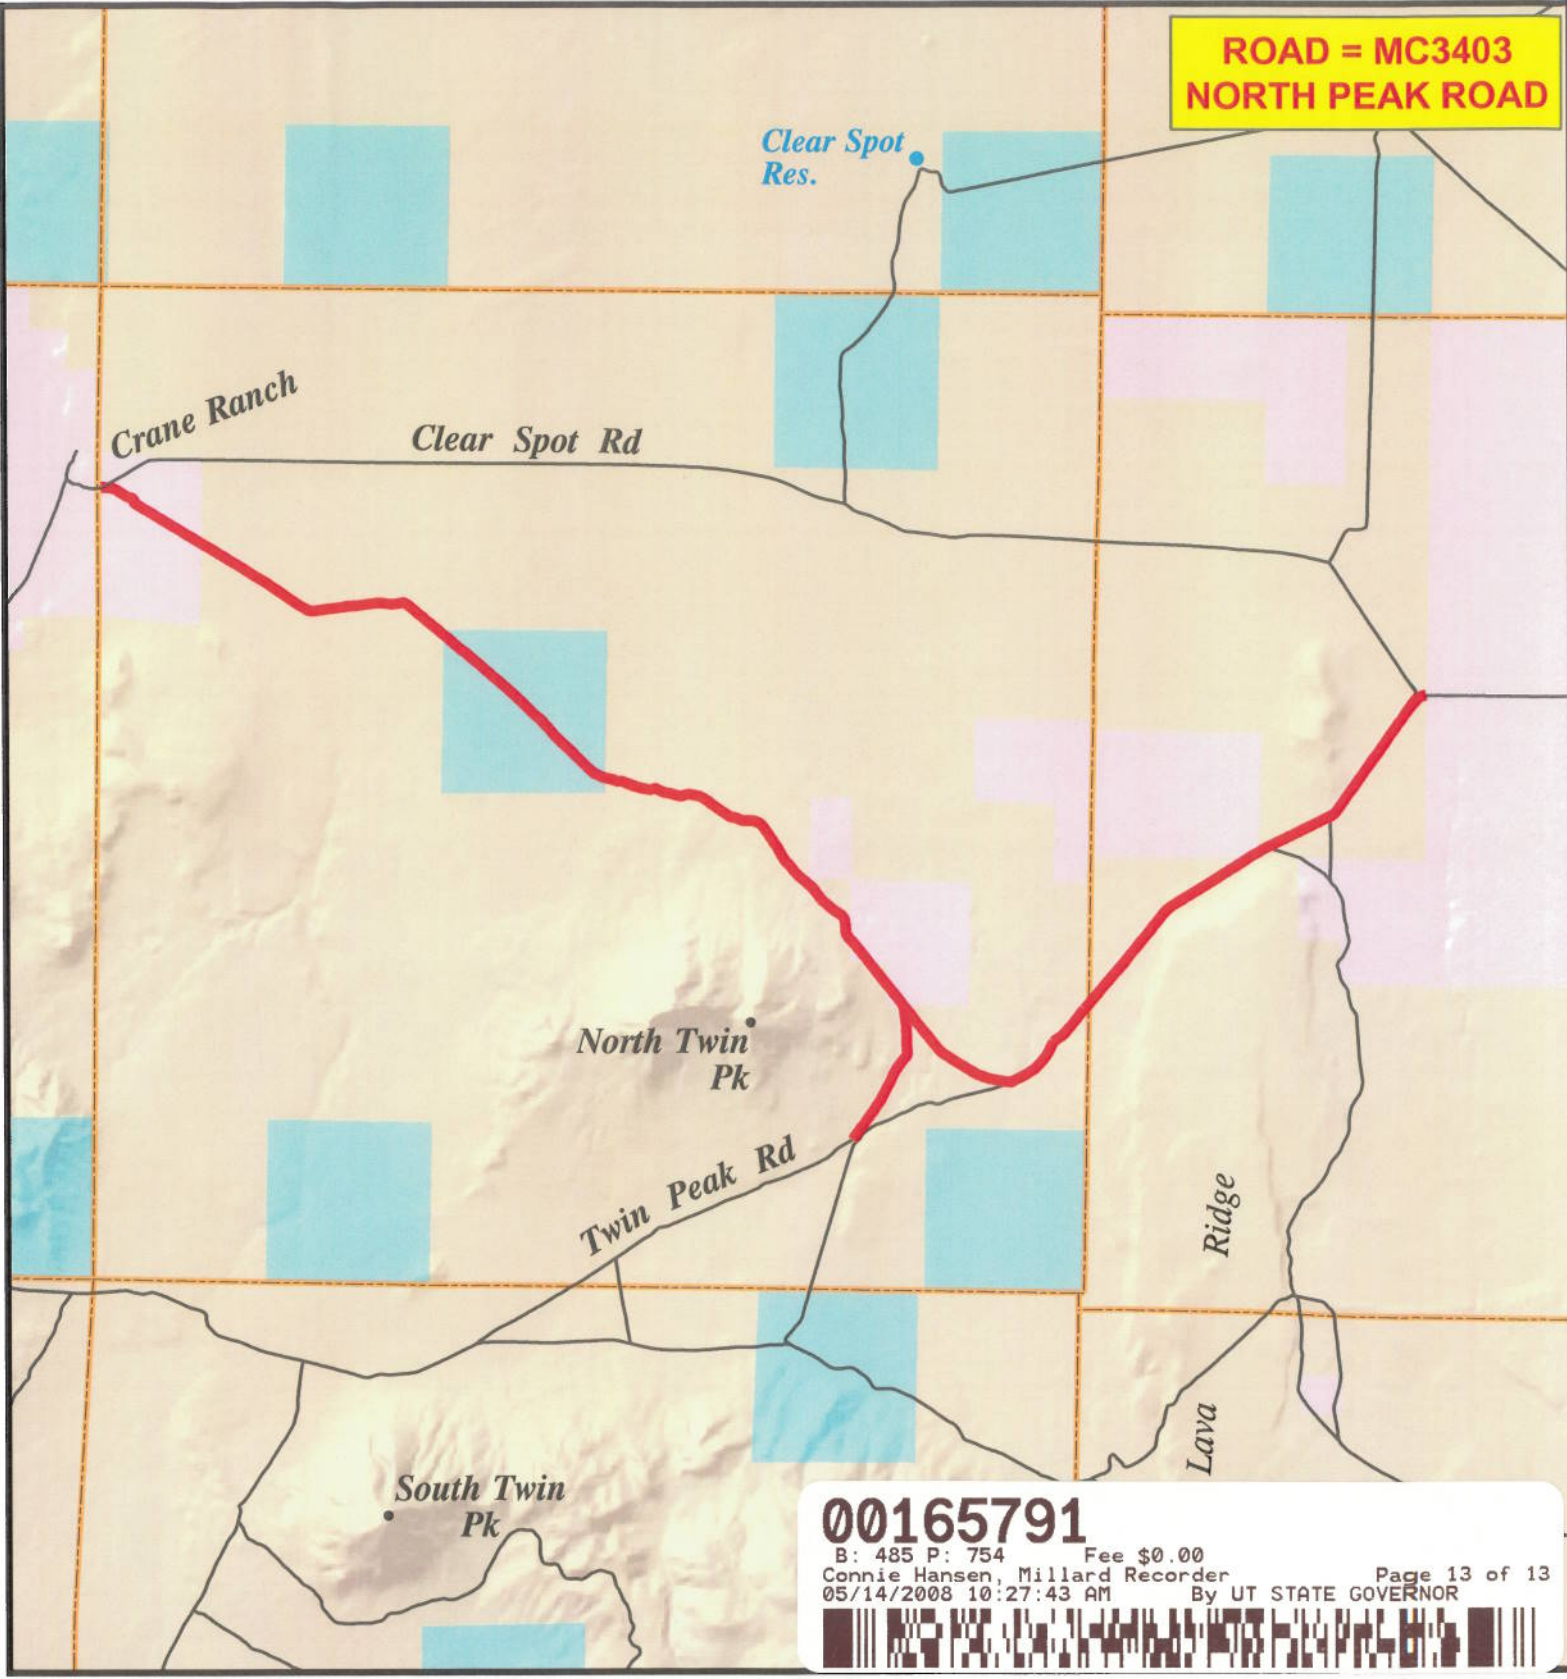 ROAD = MC3403
NORTH PEAK ROAD
Clear Spot
Res.
Crane Ranch
Clear Spot Rd
North Twin
Pk
Twin Peak Rd
Ridge
Lava
South Twin
Pk
00165791
B: 485 P: 754 Fee $0.00
Connie Hansen, Millard Recorder Page 13 of 13
05/14/2008 10:27:43 AM By UT STATE GOVERNOR